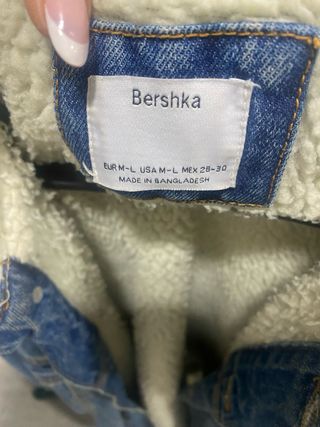 Bershka
EUR M-L USA M-L MEX 28-30
MADE IN BANGLADESH